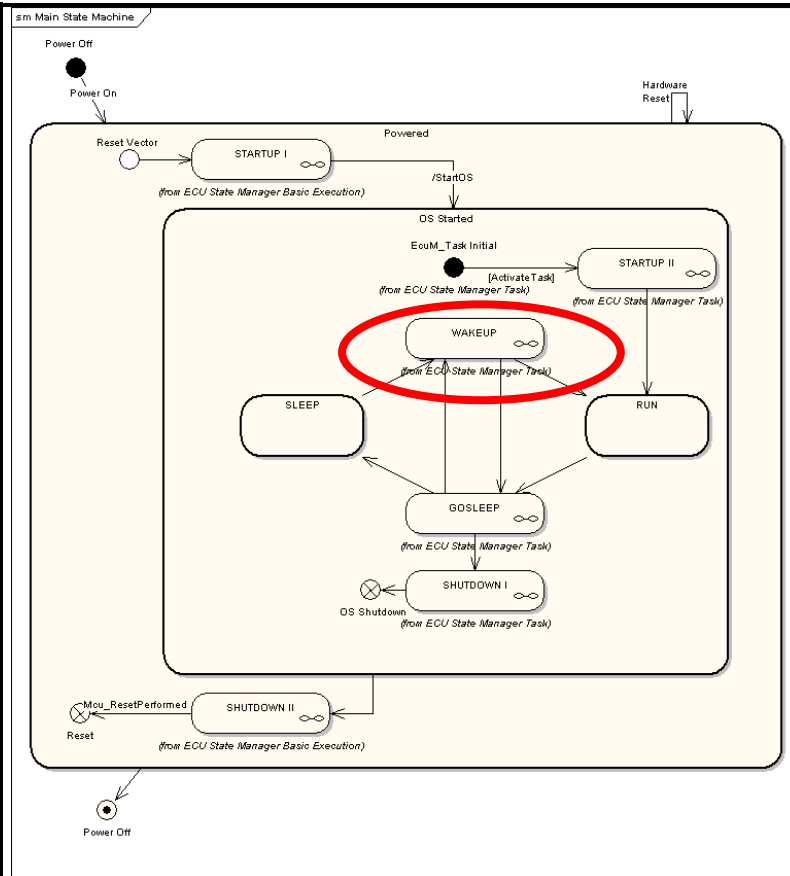 sm Main State Machine
Power Off
Power On
Hardware
Reset
Powered
Reset Vector
STARTUP I
(from ECU State Manager Basic Execution)
/StartOS
OS Started
EcuM_Task Initial
[ActivateTask]
(from ECU State Manager Task)
STARTUP II
(from ECU State Manager Task)
WAKEUP
(from ECU State Manager Task)
SLEEP
RUN
GOSLEEP
(from ECU State Manager Task)
SHUTDOWN I
OS Shutdown
(from ECU State Manager Task)
Mcu_ResetPerformed
SHUTDOWN II
Reset
(from ECU State Manager Basic Execution)
Power Off